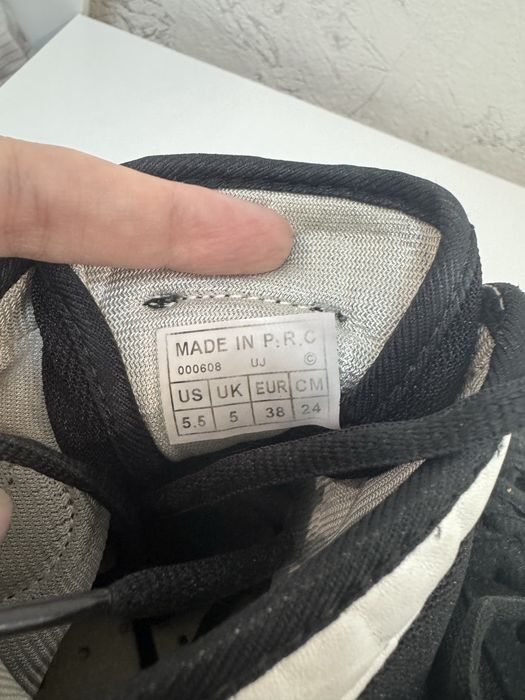 MADE IN P.R.C
000608 UJ ©
US UK EUR CM
5.5 5 38 24